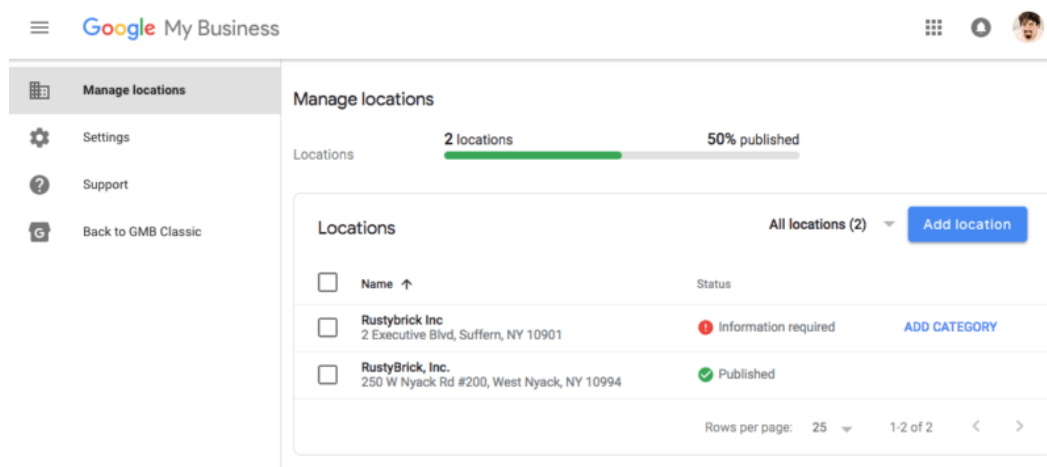 Google My Business
Manage locations
Settings
Support
G
Back to GMB Classic
Manage locations
2 locations
50% published
Locations
Locations
All locations (2)
Add location
Name
Status
Rustybrick Inc
2 Executive Blvd, Suffern, NY 10901
Information required
ADD CATEGORY
RustyBrick, Inc.
250 W Nyack Rd #200, West Nyack, NY 10994
Published
Rows per page: 25
1-2 of 2